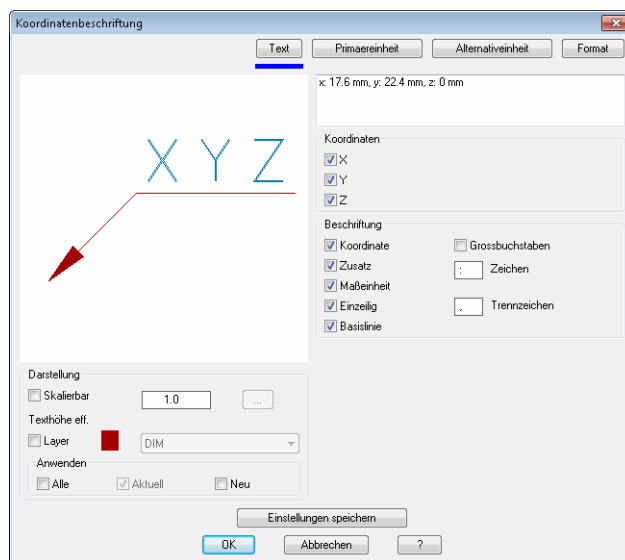 Koordinatenbeschriftung
Text Primaereinheit Alternativeinheit Format
x: 17.6 mm, y: 22.4 mm, z: 0 mm
X Y Z
Koordinaten
X
Y
Z
Beschriftung
Koordinate Grossbuchstaben
Zusatz : Zeichen
Maßeinheit
Einzeilig , Trennzeichen
Basislinie
Darstellung
Skalierbar 1.0 ...
Texthöhe eff.
Layer DIM
Anwenden
Alle Aktuell Neu
Einstellungen speichern
OK Abbrechen ?